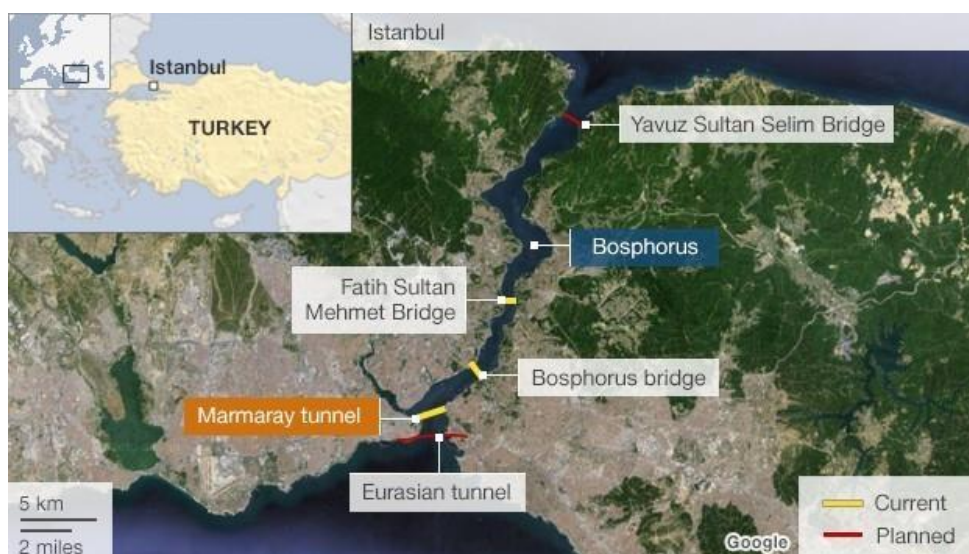 Istanbul
Istanbul
TURKEY
Yavuz Sultan Selim Bridge
Bosphorus
Fatih Sultan
Mehmet Bridge
Bosphorus bridge
Marmaray tunnel
Eurasian tunnel
5 km
2 miles
Google
Current
Planned